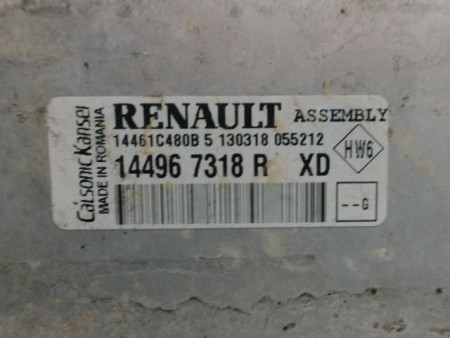 Calsonic Kansei
MADE IN ROMANIA
RENAULT ASSEMBLY
14461C480B 5 130318 055212
HW6
14496 7318 R XD
--G